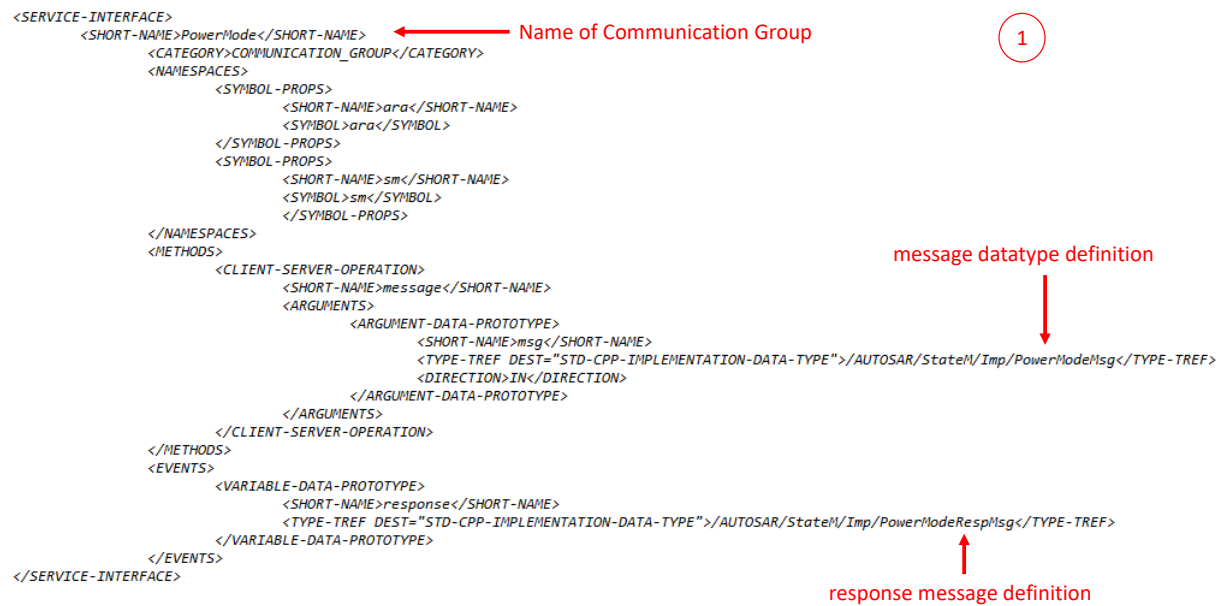 <SERVICE-INTERFACE>
<SHORT-NAME>PowerMode</SHORT-NAME> Name of Communication Group 1
<CATEGORY>COMMUNICATION_GROUP</CATEGORY>
<NAMESPACES>
<SYMBOL-PROPS>
<SHORT-NAME>ara</SHORT-NAME>
<SYMBOL>ara</SYMBOL>
</SYMBOL-PROPS>
<SYMBOL-PROPS>
<SHORT-NAME>sm</SHORT-NAME>
<SYMBOL>sm</SYMBOL>
</SYMBOL-PROPS>
</NAMESPACES>
<METHODS>
message datatype definition
<CLIENT-SERVER-OPERATION>
<SHORT-NAME>message</SHORT-NAME>
<ARGUMENTS>
<ARGUMENT-DATA-PROTOTYPE>
<SHORT-NAME>msg</SHORT-NAME>
<TYPE-TREF DEST="STD-CPP-IMPLEMENTATION-DATA-TYPE">/AUTOSAR/StateM/Imp/PowerModeMsg</TYPE-TREF>
<DIRECTION>IN</DIRECTION>
</ARGUMENT-DATA-PROTOTYPE>
</ARGUMENTS>
</CLIENT-SERVER-OPERATION>
</METHODS>
<EVENTS>
<VARIABLE-DATA-PROTOTYPE>
<SHORT-NAME>response</SHORT-NAME>
<TYPE-TREF DEST="STD-CPP-IMPLEMENTATION-DATA-TYPE">/AUTOSAR/StateM/Imp/PowerModeRespMsg</TYPE-TREF>
</VARIABLE-DATA-PROTOTYPE>
</EVENTS>
</SERVICE-INTERFACE>
response message definition